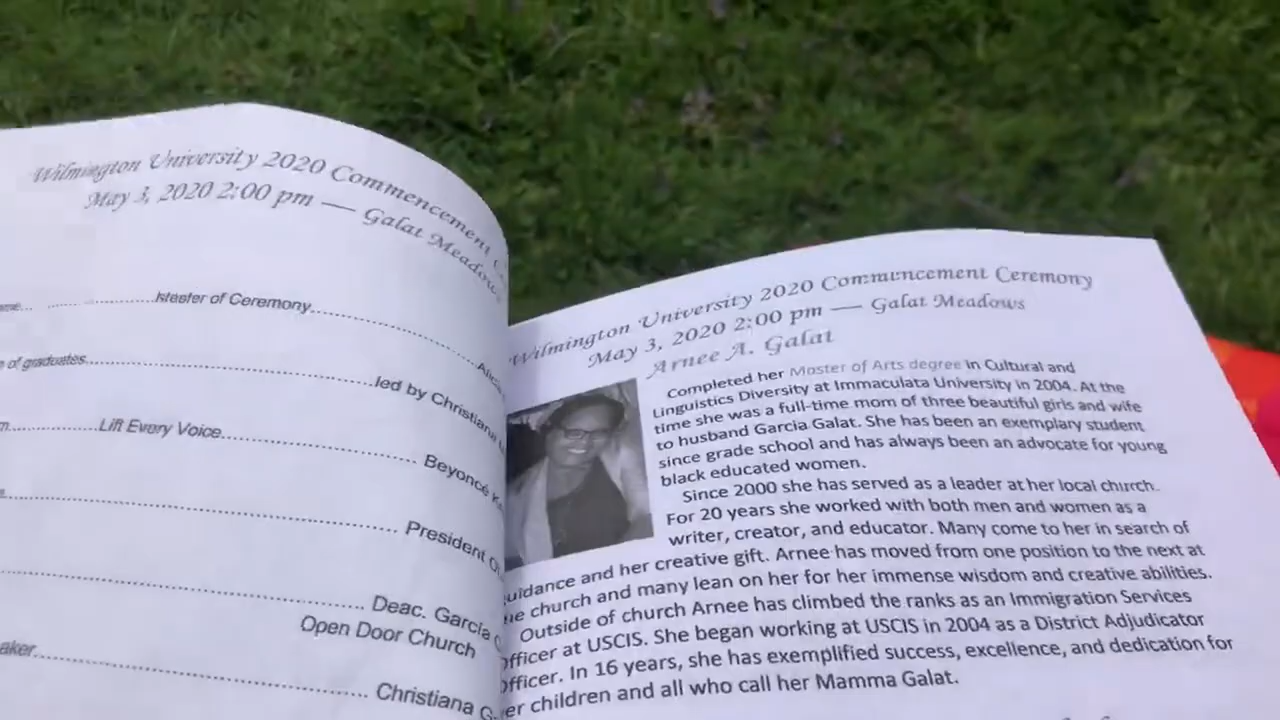 Wilmington University 2020 Commencement
May 3, 2020 2:00 pm — Galat Meadows
Master of Ceremony
of graduates led by Christiana
Lift Every Voice Beyoncé
President
Deac. Garcia
Open Door Church
Christiana
Wilmington University 2020 Commencement Ceremony
May 3, 2020 2:00 pm — Galat Meadows
Arnee A. Galat
Completed her Master of Arts degree in Cultural and
Linguistics Diversity at Immaculata University in 2004. At the
time she was a full-time mom of three beautiful girls and wife
to husband Garcia Galat. She has been an exemplary student
since grade school and has always been an advocate for young
black educated women.
Since 2000 she has served as a leader at her local church.
For 20 years she worked with both men and women as a
writer, creator, and educator. Many come to her in search of
guidance and her creative gift. Arnee has moved from one position to the next at
the church and many lean on her for her immense wisdom and creative abilities.
Outside of church Arnee has climbed the ranks as an Immigration Services
Officer at USCIS. She began working at USCIS in 2004 as a District Adjudicator
Officer. In 16 years, she has exemplified success, excellence, and dedication for
her children and all who call her Mamma Galat.